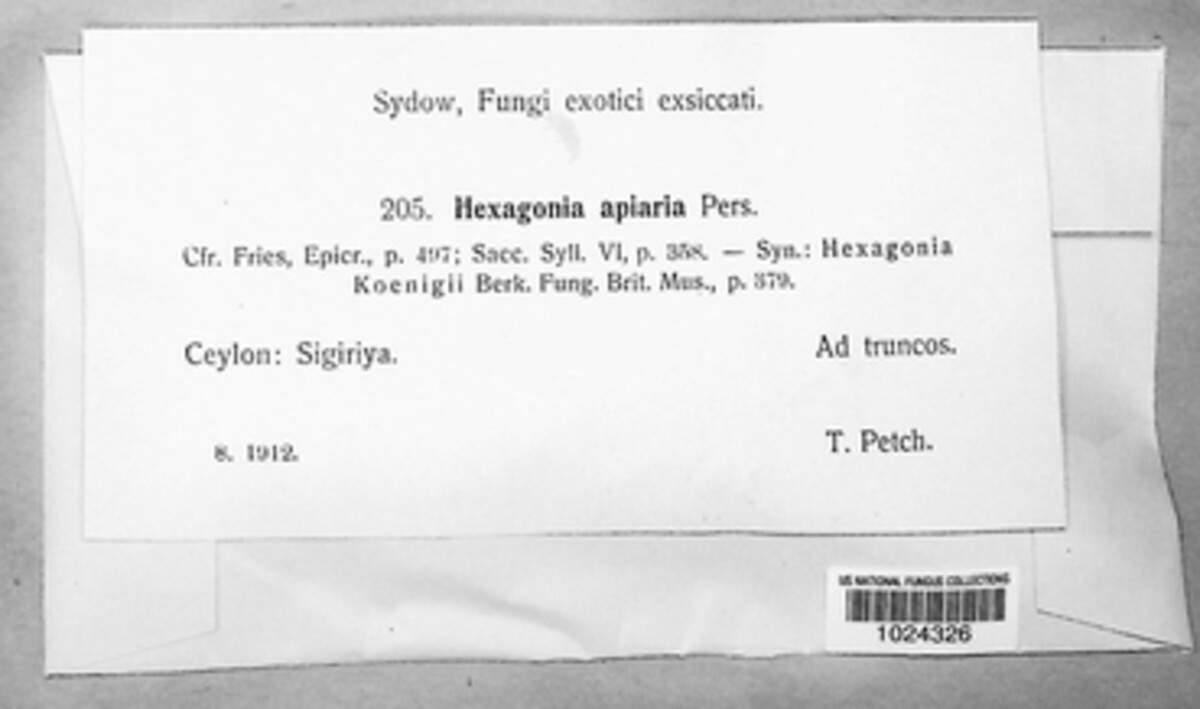 Sydow, Fungi exotici exsiccati.
205. Hexagonia apiaria Pers.
Cfr. Fries, Epicr., p. 497; Sacc. Syll. VI, p. 358. — Syn.: Hexagonia
Koenigii Berk. Fung. Brit. Mus., p. 379.
Ceylon: Sigiriya.
Ad truncos.
8. 1912.
T. Petch.
US NATIONAL FUNGUS COLLECTIONS
1024326